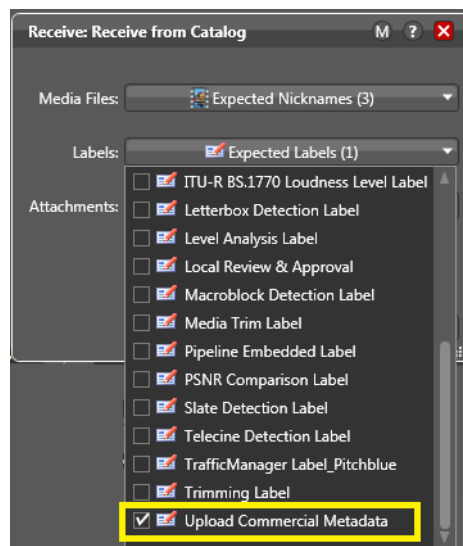 Receive: Receive from Catalog M ? X
Media Files: Expected Nicknames (3)
Labels: Expected Labels (1)
ITU-R BS.1770 Loudness Level Label
Attachments:
Letterbox Detection Label
Level Analysis Label
Local Review & Approval
Macroblock Detection Label
Media Trim Label
Pipeline Embedded Label
PSNR Comparison Label
Slate Detection Label
Telecine Detection Label
TrafficManager Label_Pitchblue
Trimming Label
Upload Commercial Metadata